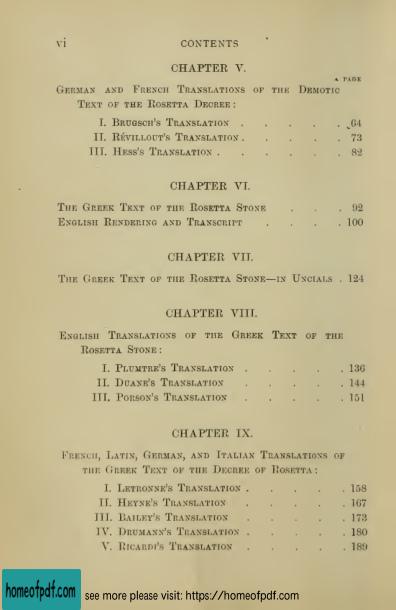 vi CONTENTS
CHAPTER V.
PAGE
German and French Translations of the Demotic
Text of the Rosetta Decree:
I. Brugsch's Translation . . . . . 64
II. Révillout's Translation . . . . . 73
III. Hess's Translation . . . . . . 82
CHAPTER VI.
The Greek Text of the Rosetta Stone . . . 92
English Rendering and Transcript . . . . 100
CHAPTER VII.
The Greek Text of the Rosetta Stone—in Uncials . 124
CHAPTER VIII.
English Translations of the Greek Text of the
Rosetta Stone:
I. Plumtre's Translation . . . . . 136
II. Duane's Translation . . . . . 144
III. Porson's Translation . . . . . 151
CHAPTER IX.
French, Latin, German, and Italian Translations of
the Greek Text of the Decree of Rosetta:
I. Letronne's Translation . . . . . 158
II. Heyne's Translation . . . . . 167
III. Bailey's Translation . . . . . 173
IV. Drumann's Translation . . . . . 180
V. Ricardi's Translation . . . . . 189
homeofpdf.com see more please visit: https://homeofpdf.com